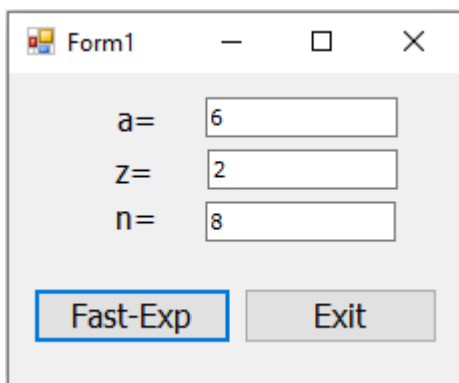 Form1
a= 6
z= 2
n= 8
Fast-Exp Exit